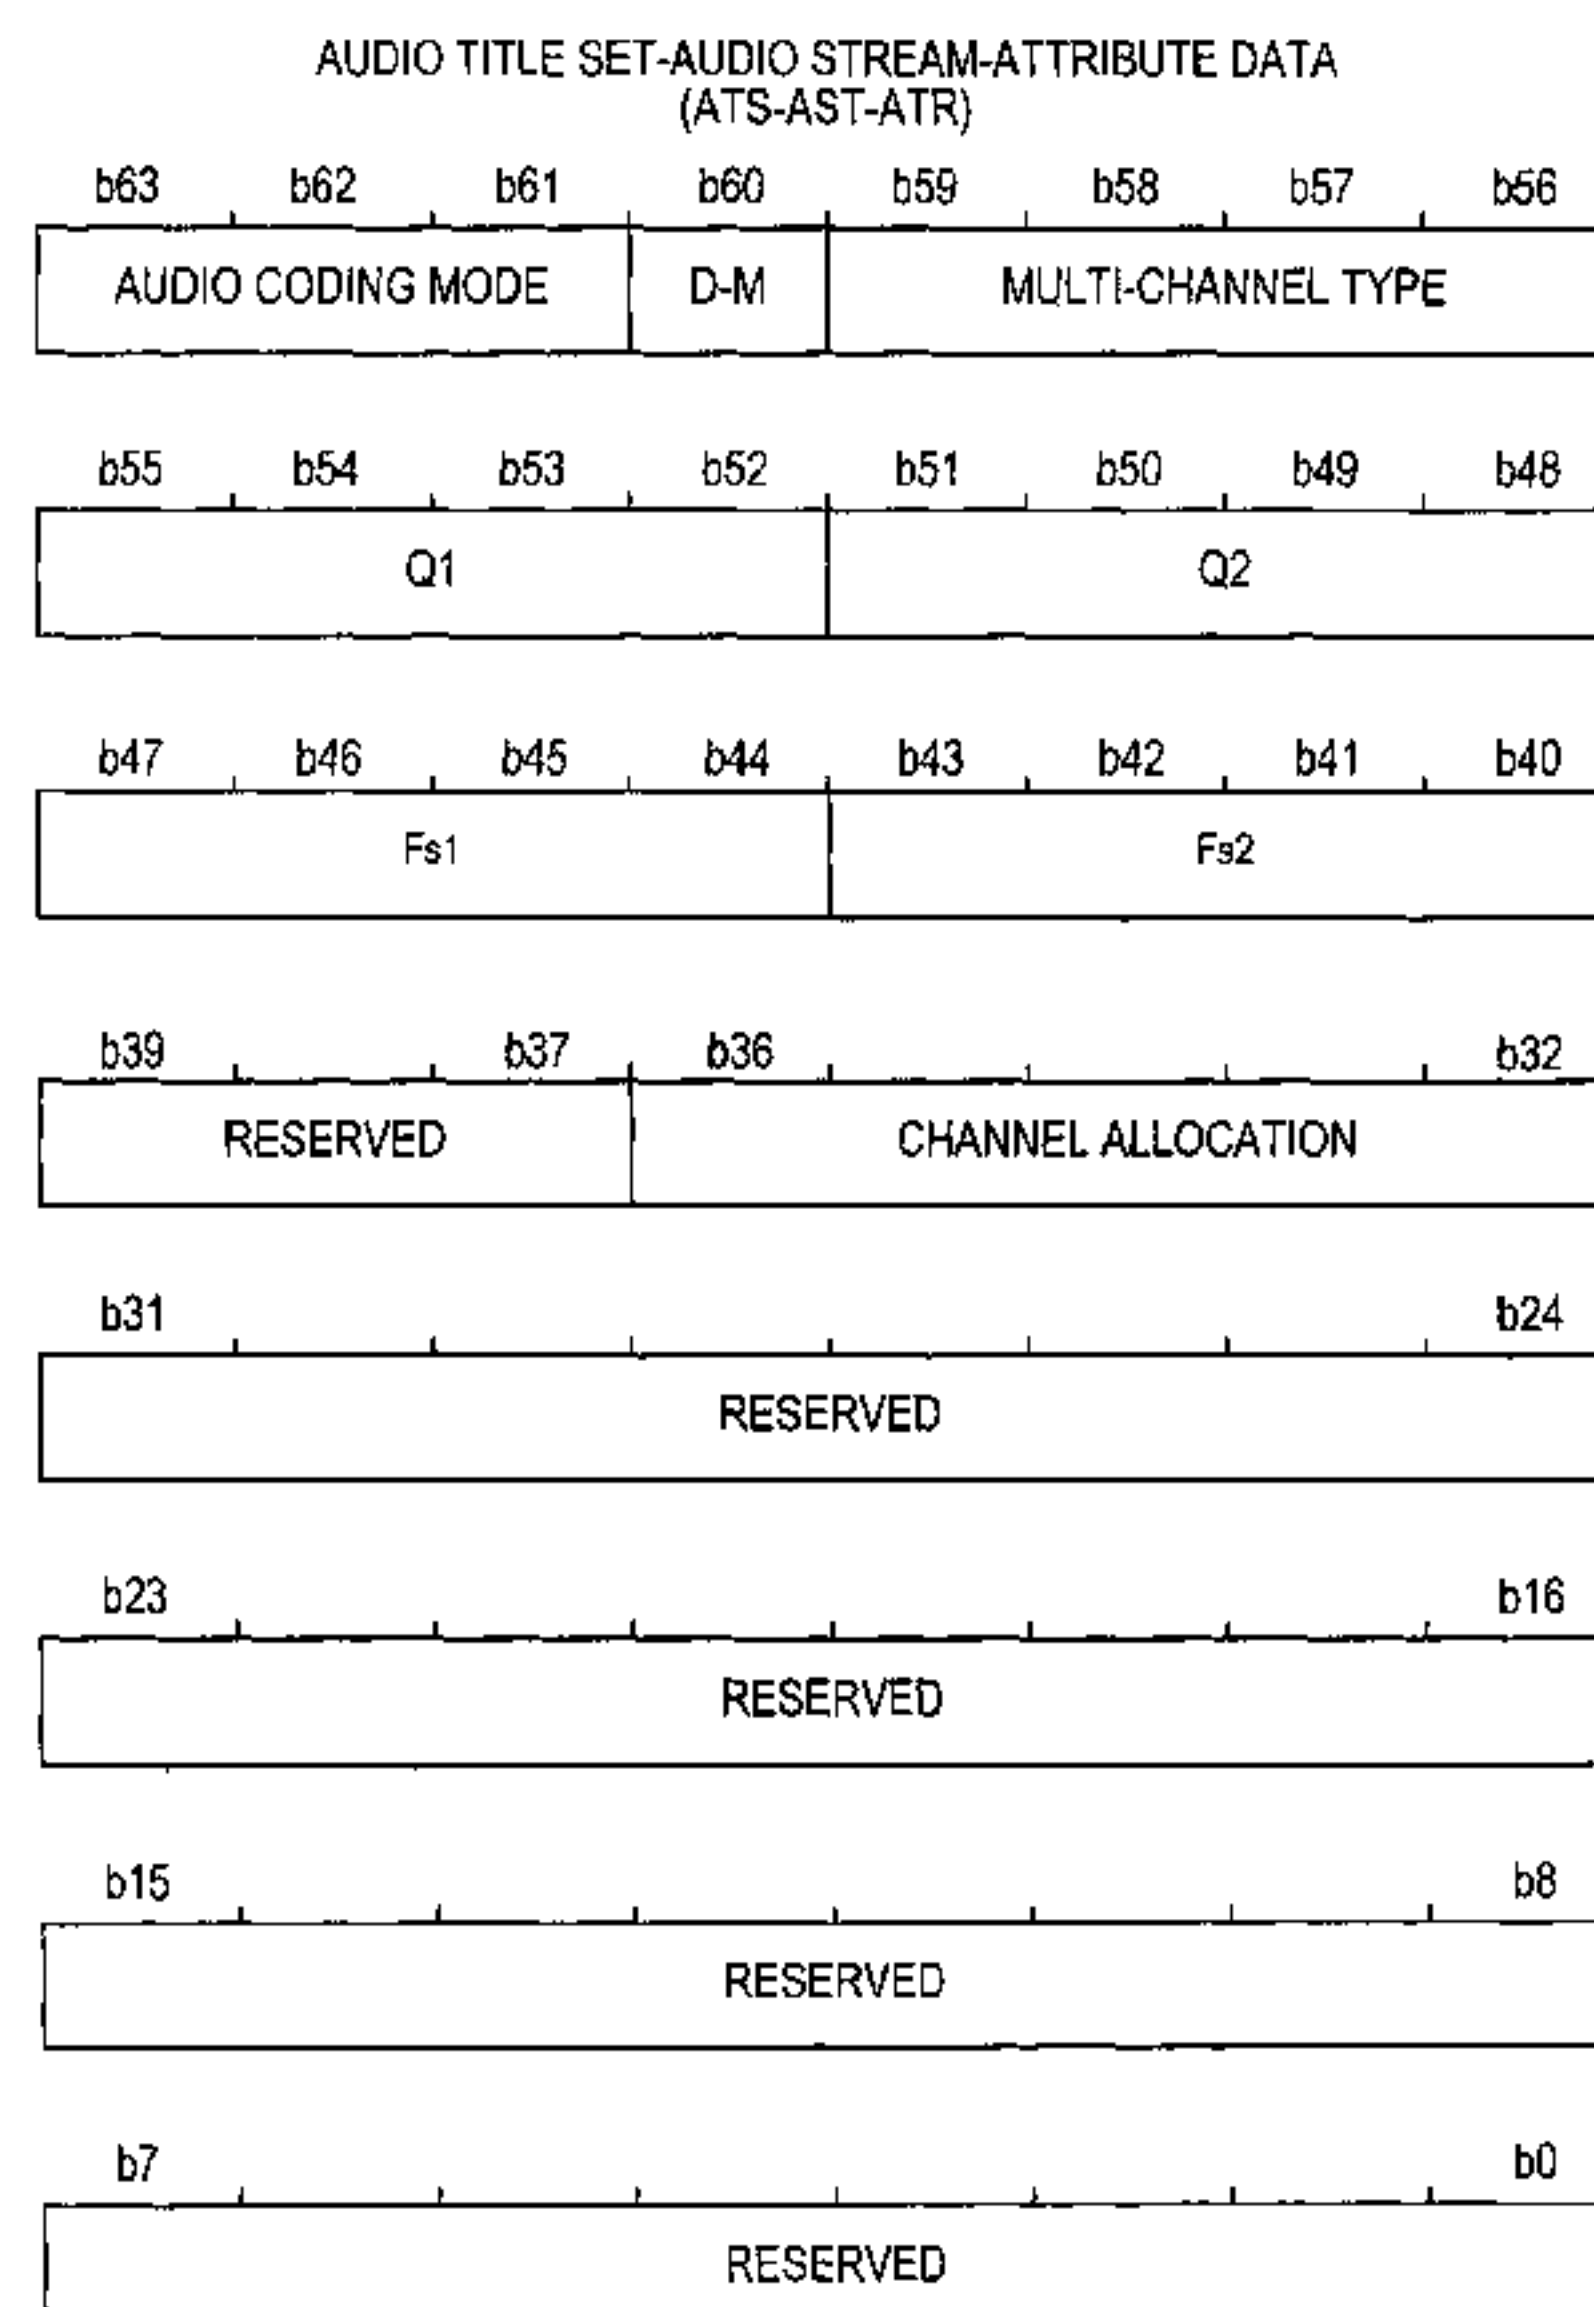 AUDIO TITLE SET-AUDIO STREAM-ATTRIBUTE DATA
(ATS-AST-ATR)
b63 b62 b61 b60 b59 b58 b57 b56
AUDIO CODING MODE D-M MULTI-CHANNEL TYPE
b55 b54 b53 b52 b51 b50 b49 b48
Q1 Q2
b47 b46 b45 b44 b43 b42 b41 b40
Fs1 Fs2
b39 b37 b36 b32
RESERVED CHANNEL ALLOCATION
b31 b24
RESERVED
b23 b16
RESERVED
b15 b8
RESERVED
b7 b0
RESERVED